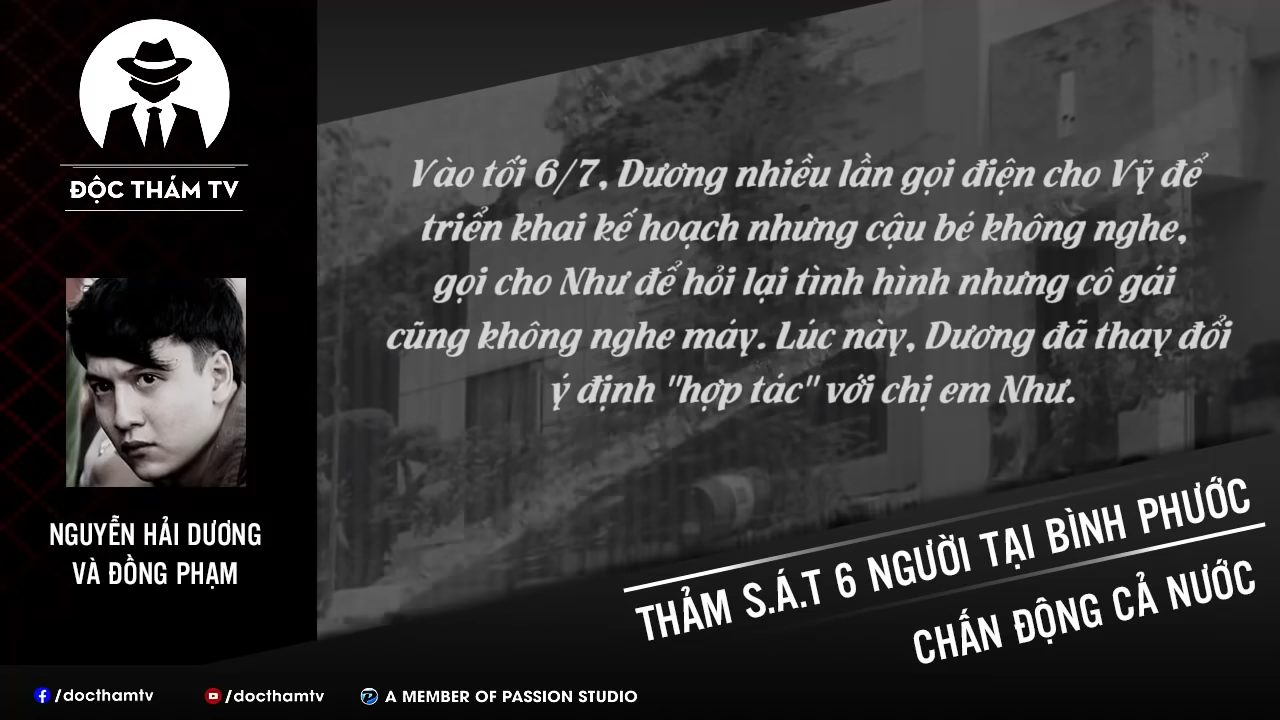 ĐỘC THÁM TV
NGUYỄN HẢI DƯƠNG
VÀ ĐỒNG PHẠM
Vào tối 6/7, Dương nhiều lần gọi điện cho Vỹ để
triển khai kế hoạch nhưng cậu bé không nghe,
gọi cho Như để hỏi lại tình hình nhưng cô gái
cũng không nghe máy. Lúc này, Dương đã thay đổi
ý định "hợp tác" với chị em Như.
THẢM S.Á.T 6 NGƯỜI TẠI BÌNH PHƯỚC
CHẤN ĐỘNG CẢ NƯỚC
/docthamtv
/docthamtv
A MEMBER OF PASSION STUDIO